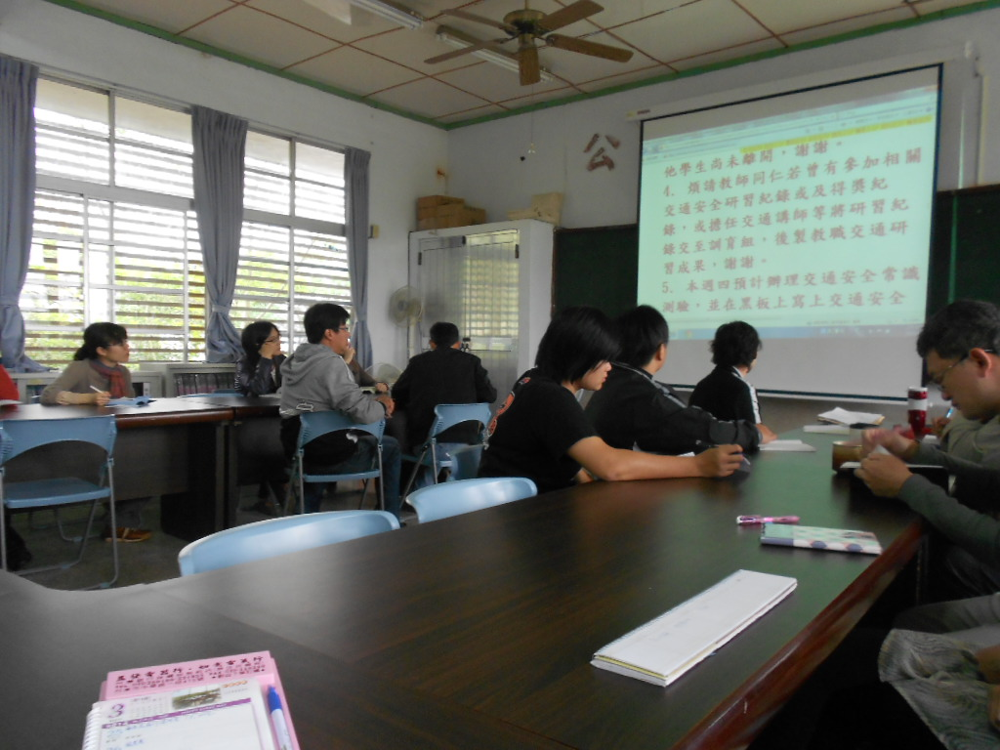 公
他學生尚未離開，謝謝。
4. 煩請教師同仁若曾有參加相關
交通安全研習紀錄或及得獎紀
錄，或擔任交通講師等將研習紀
錄交至訓育組，後製教職交通研
習成果，謝謝。
5. 本週四預計辦理交通安全常識
測驗，並在黑板上寫上交通安全
3